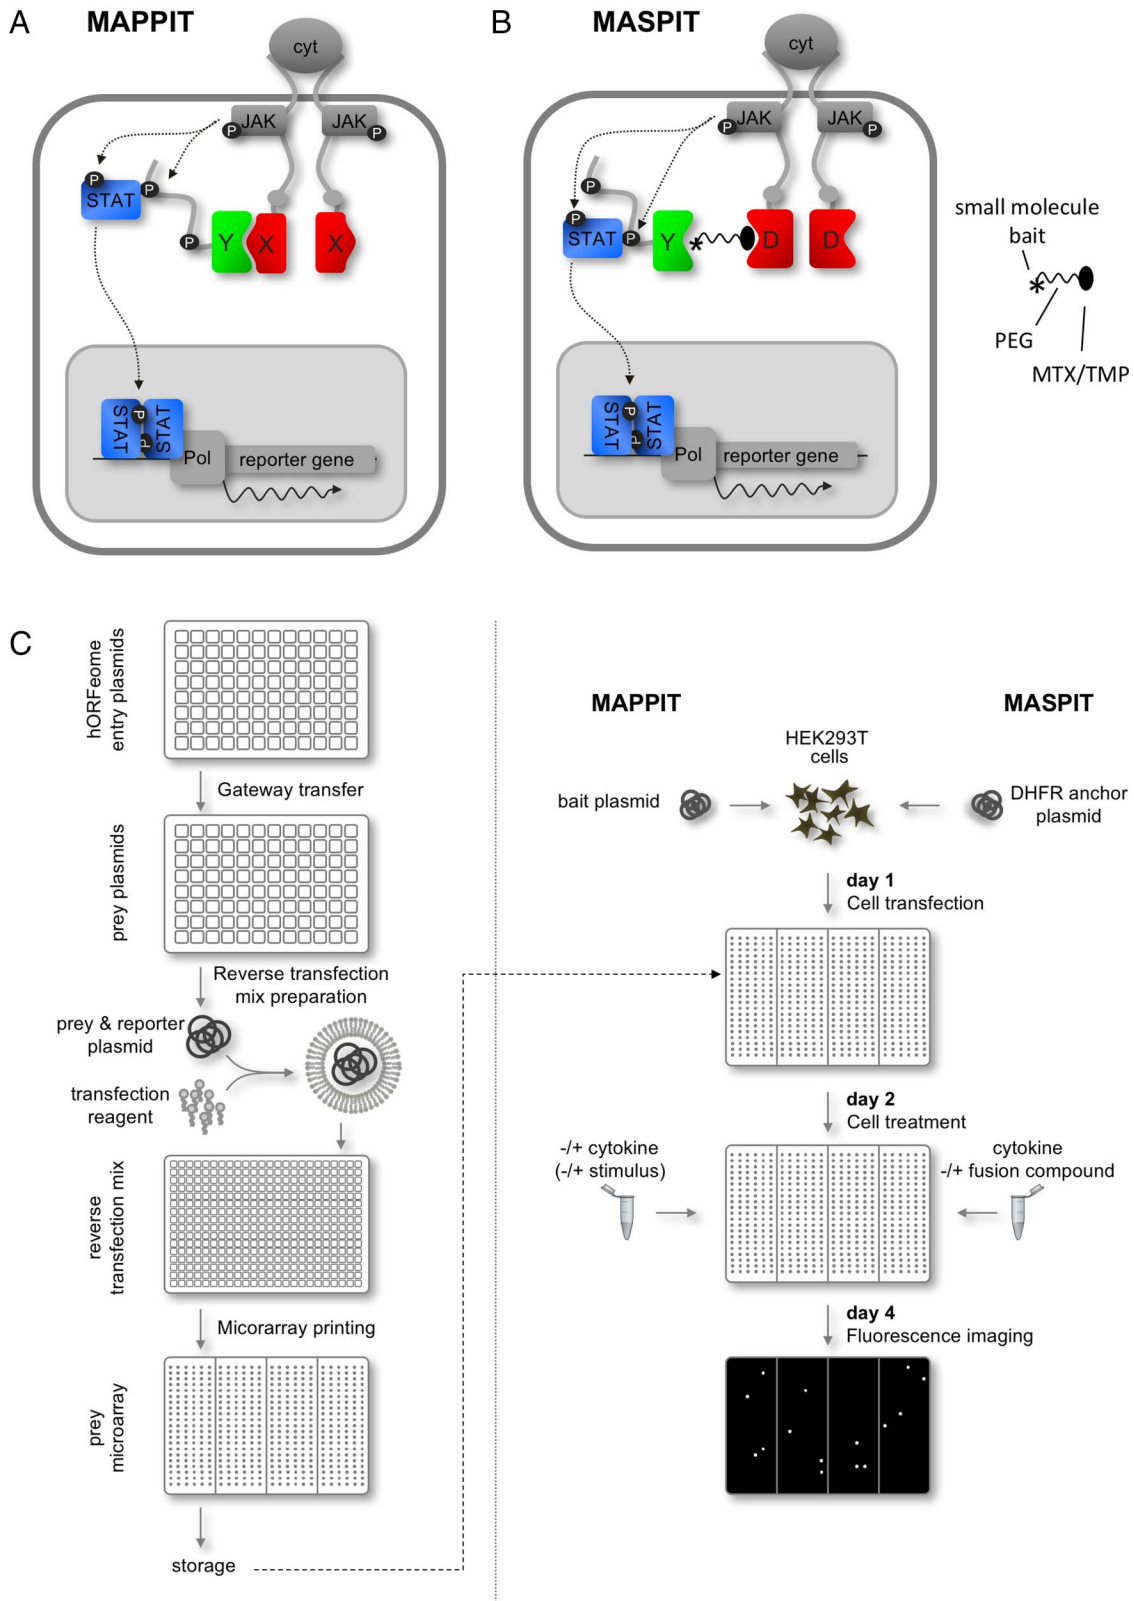 A
MAPPIT
cyt
JAK
JAK
P
P
P
STAT
P
P
Y
X
X
STAT
P
P
STAT
Pol
reporter gene
B
MASPIT
cyt
JAK
JAK
P
P
P
P
STAT
P
Y
*
D
D
STAT
P
P
STAT
Pol
reporter gene
small molecule
bait
*
PEG
MTX/TMP
C
hORFeome
entry plasmids
Gateway transfer
prey plasmids
Reverse transfection
mix preparation
prey & reporter
plasmid
transfection
reagent
reverse
transfection mix
Micorarray printing
prey
microarray
storage
MAPPIT
MASPIT
HEK293T
cells
bait plasmid
DHFR anchor
plasmid
day 1
Cell transfection
day 2
Cell treatment
-/+ cytokine
(-/+ stimulus)
cytokine
-/+ fusion compound
day 4
Fluorescence imaging